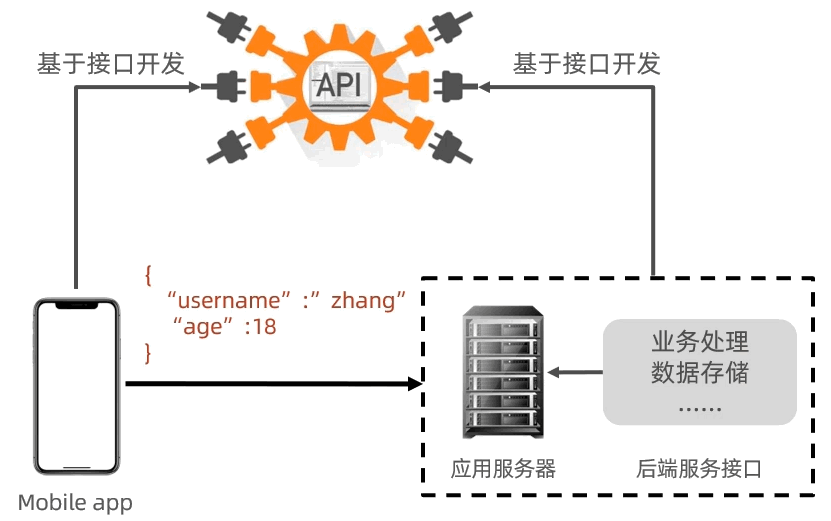 基于接口开发
API
基于接口开发
{
“username” :” zhang”
“age” :18
}
业务处理
数据存储
......
应用服务器
后端服务接口
Mobile app